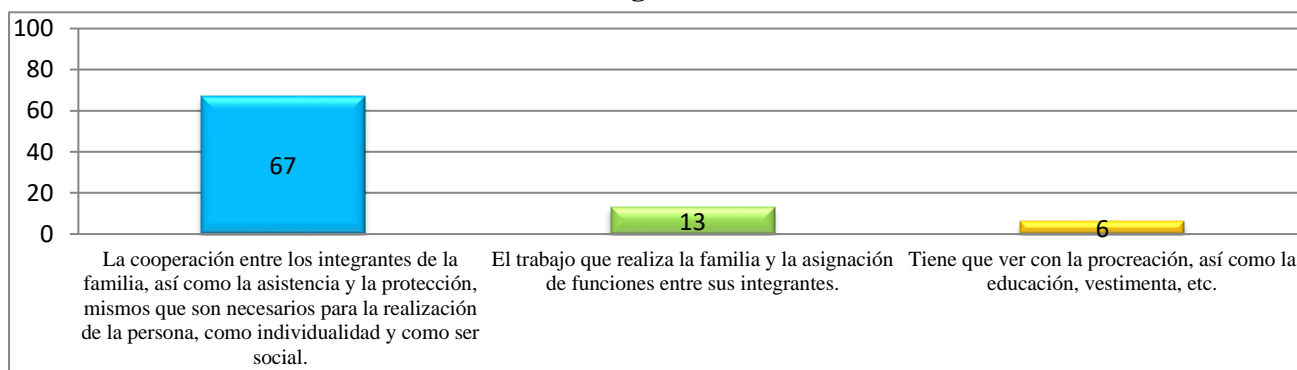 100
80
60
40
20
0
67
13
6
La cooperación entre los integrantes de la
familia, así como la asistencia y la protección,
mismos que son necesarios para la realización
de la persona, como individualidad y como ser
social.
El trabajo que realiza la familia y la asignación
de funciones entre sus integrantes.
Tiene que ver con la procreación, así como la
educación, vestimenta, etc.